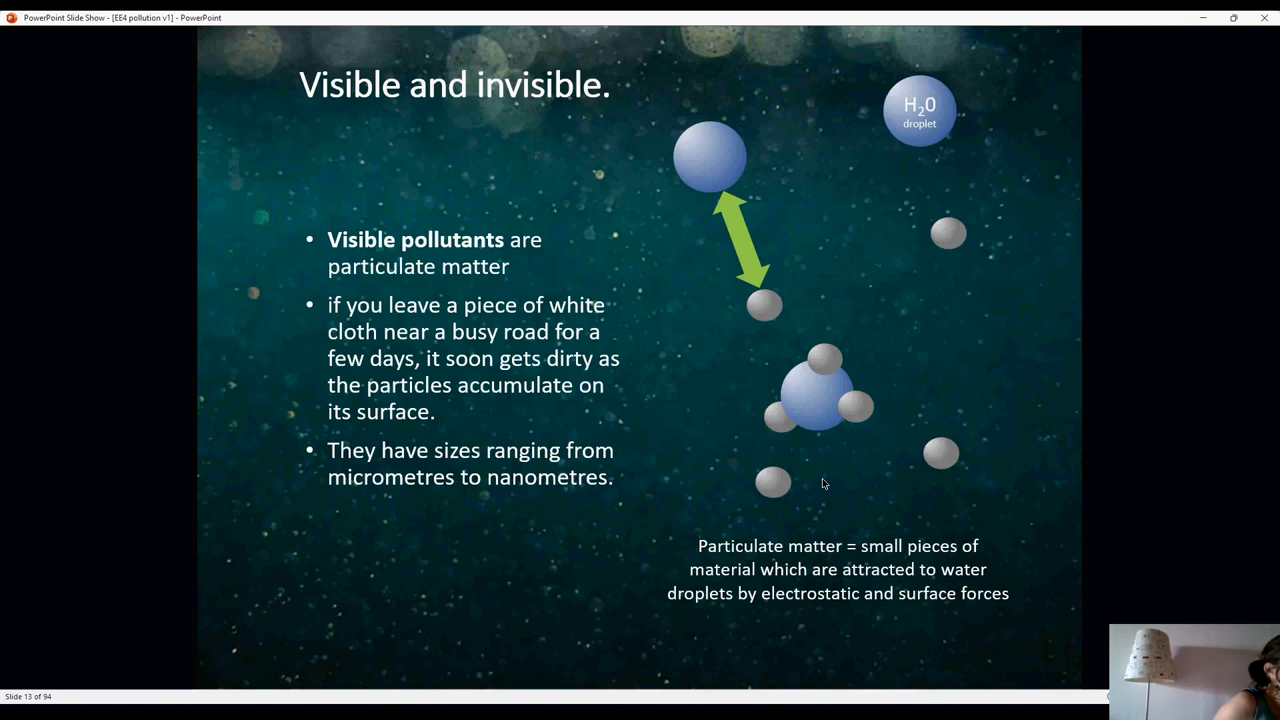 PowerPoint Slide Show - [EE4 pollution v1] - PowerPoint
Visible and invisible.
H₂0
droplet
• Visible pollutants are
particulate matter
• if you leave a piece of white
cloth near a busy road for a
few days, it soon gets dirty as
the particles accumulate on
its surface.
• They have sizes ranging from
micrometres to nanometres.
Particulate matter = small pieces of
material which are attracted to water
droplets by electrostatic and surface forces
Slide 13 of 94